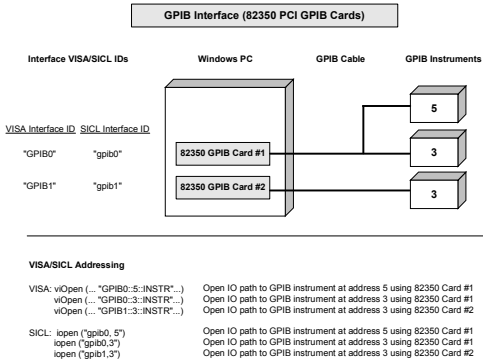 GPIB Interface (82350 PCI GPIB Cards)
Interface VISA/SICL IDs Windows PC GPIB Cable GPIB Instruments
5
VISA Interface ID SICL Interface ID
"GPIB0" "gpib0" 82350 GPIB Card #1 3
"GPIB1" "gpib1" 82350 GPIB Card #2 3
VISA/SICL Addressing
VISA: viOpen (... "GPIB0::5::INSTR"...) Open IO path to GPIB instrument at address 5 using 82350 Card #1
viOpen (... "GPIB0::3::INSTR"...) Open IO path to GPIB instrument at address 3 using 82350 Card #1
viOpen (... "GPIB1::3::INSTR"...) Open IO path to GPIB instrument at address 3 using 82350 Card #2
SICL: iopen ("gpib0, 5") Open IO path to GPIB instrument at address 5 using 82350 Card #1
iopen ("gpib0,3") Open IO path to GPIB instrument at address 3 using 82350 Card #1
iopen ("gpib1,3") Open IO path to GPIB instrument at address 3 using 82350 Card #2